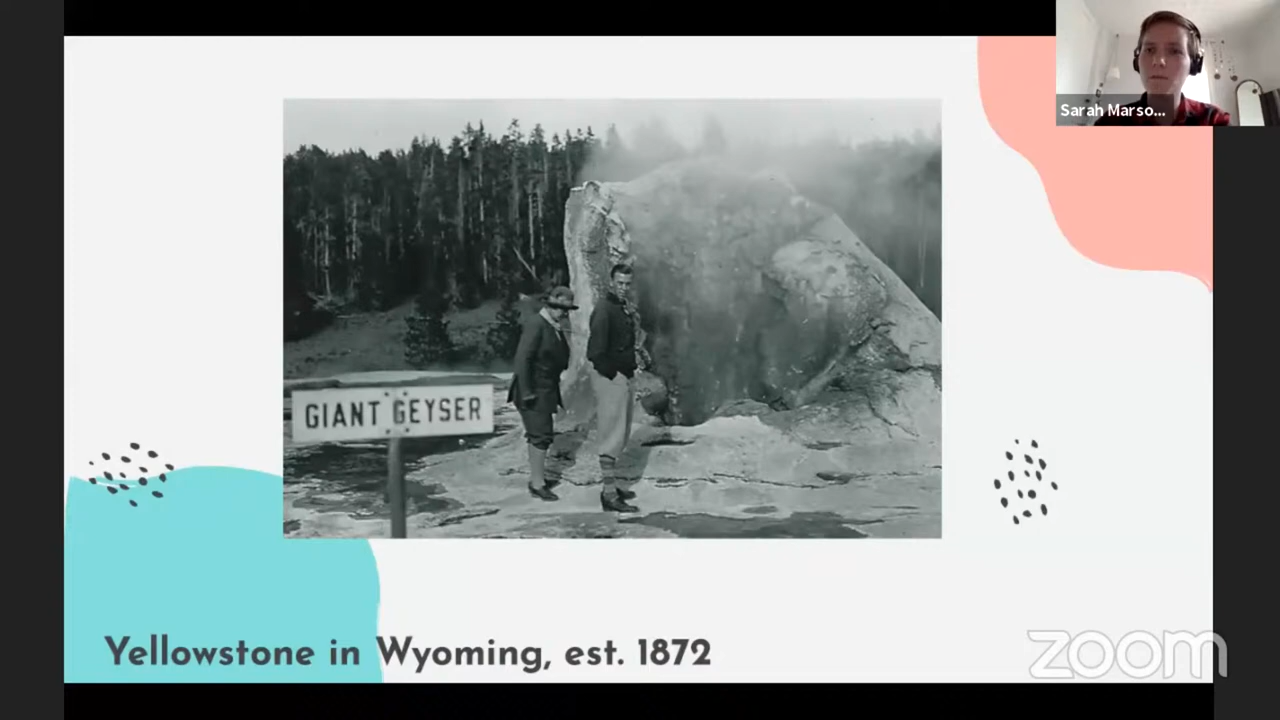 Sarah Marso...
GIANT GEYSER
Yellowstone in Wyoming, est. 1872
zoom